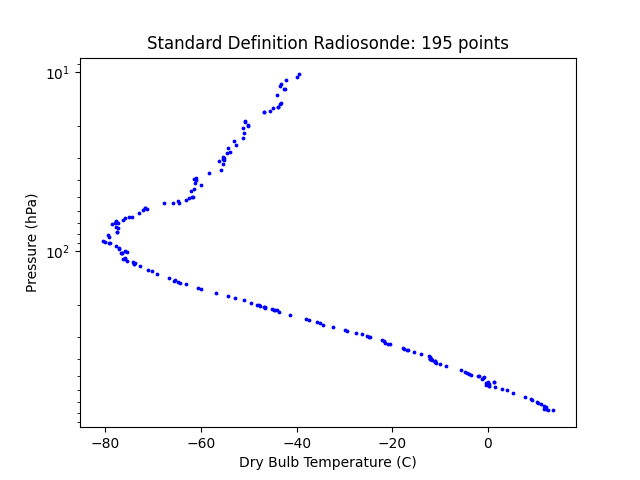 Standard Definition Radiosonde: 195 points
10¹
10²
Pressure (hPa)
−80 −60 −40 −20 0
Dry Bulb Temperature (C)